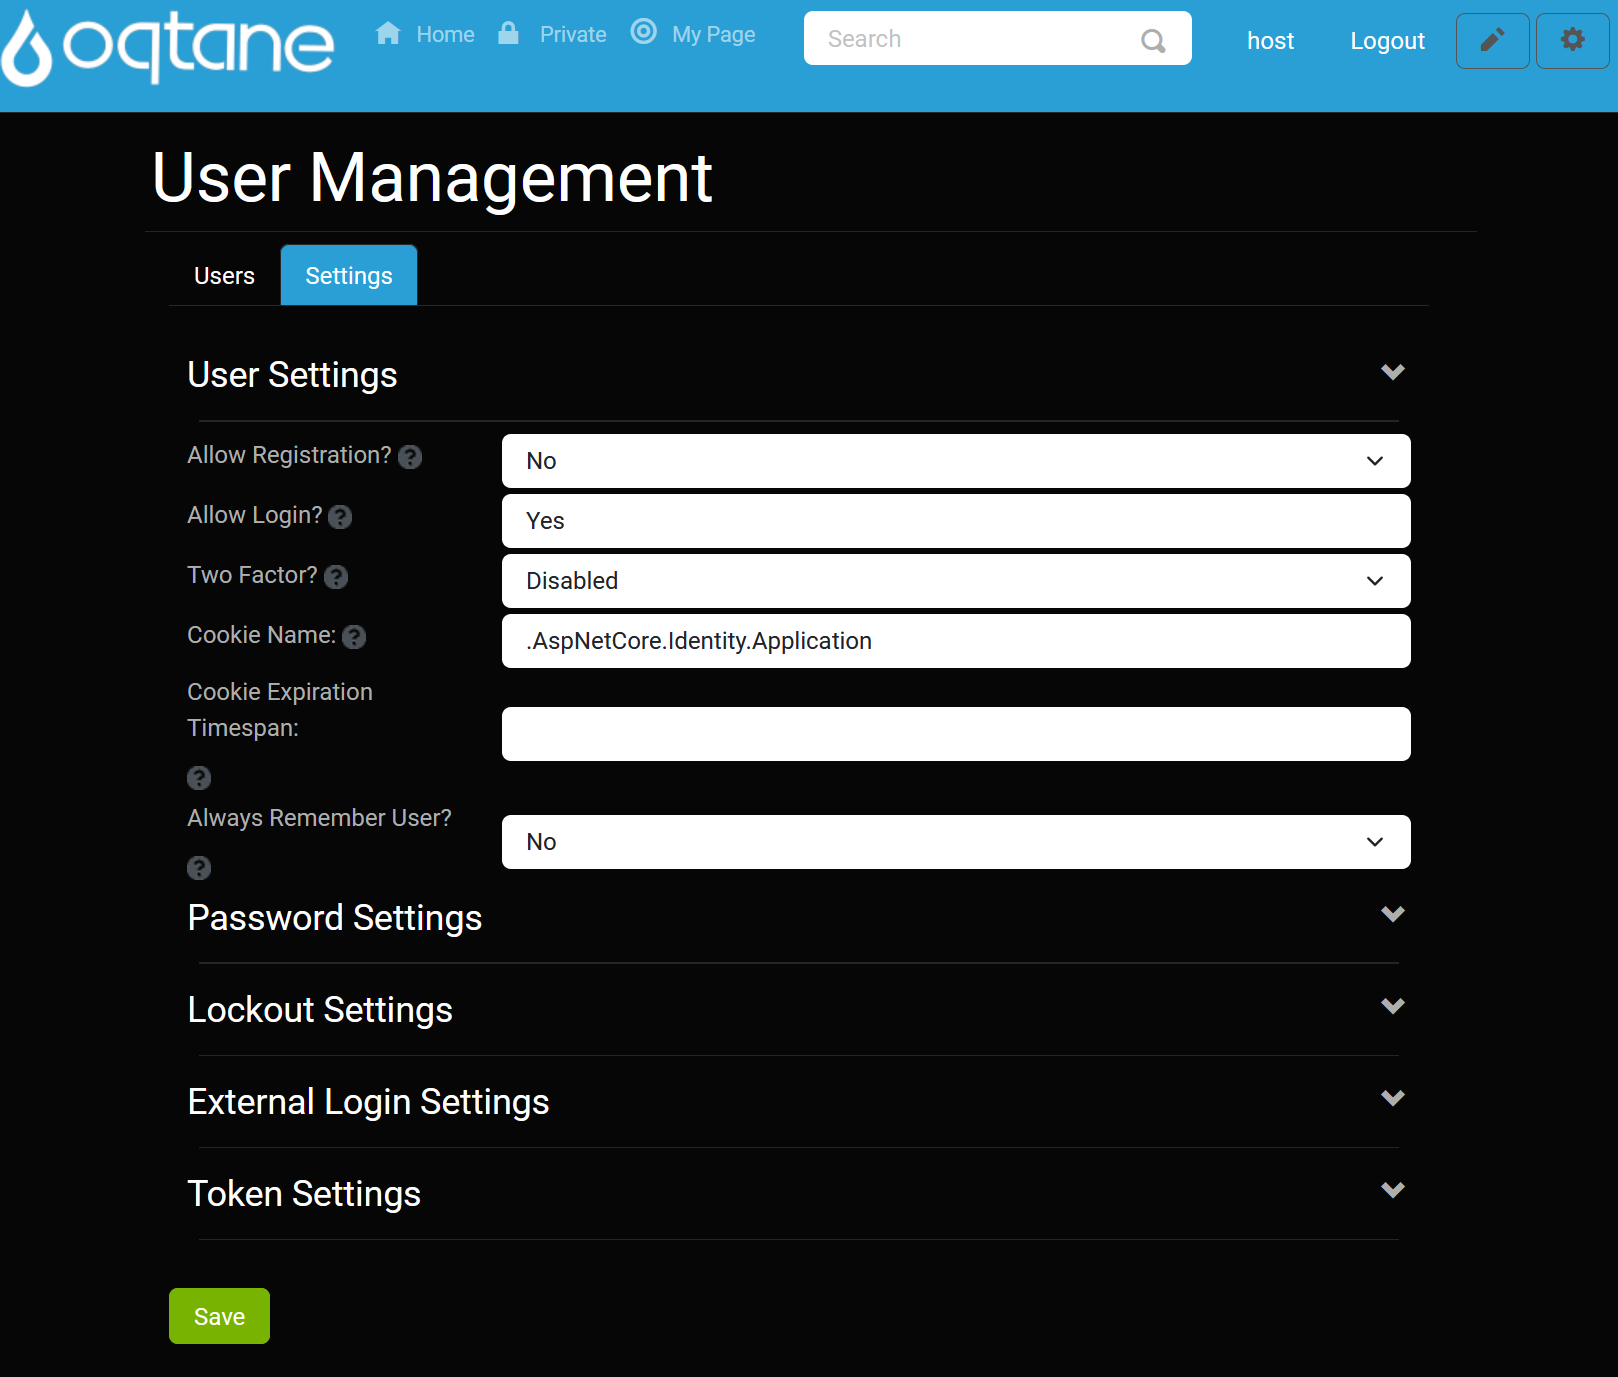 oqtane
Home
Private
My Page
Search
host
Logout
User Management
Users
Settings
User Settings
Allow Registration?
No
Allow Login?
Yes
Two Factor?
Disabled
Cookie Name:
.AspNetCore.Identity.Application
Cookie Expiration
Timespan:
Always Remember User?
No
Password Settings
Lockout Settings
External Login Settings
Token Settings
Save